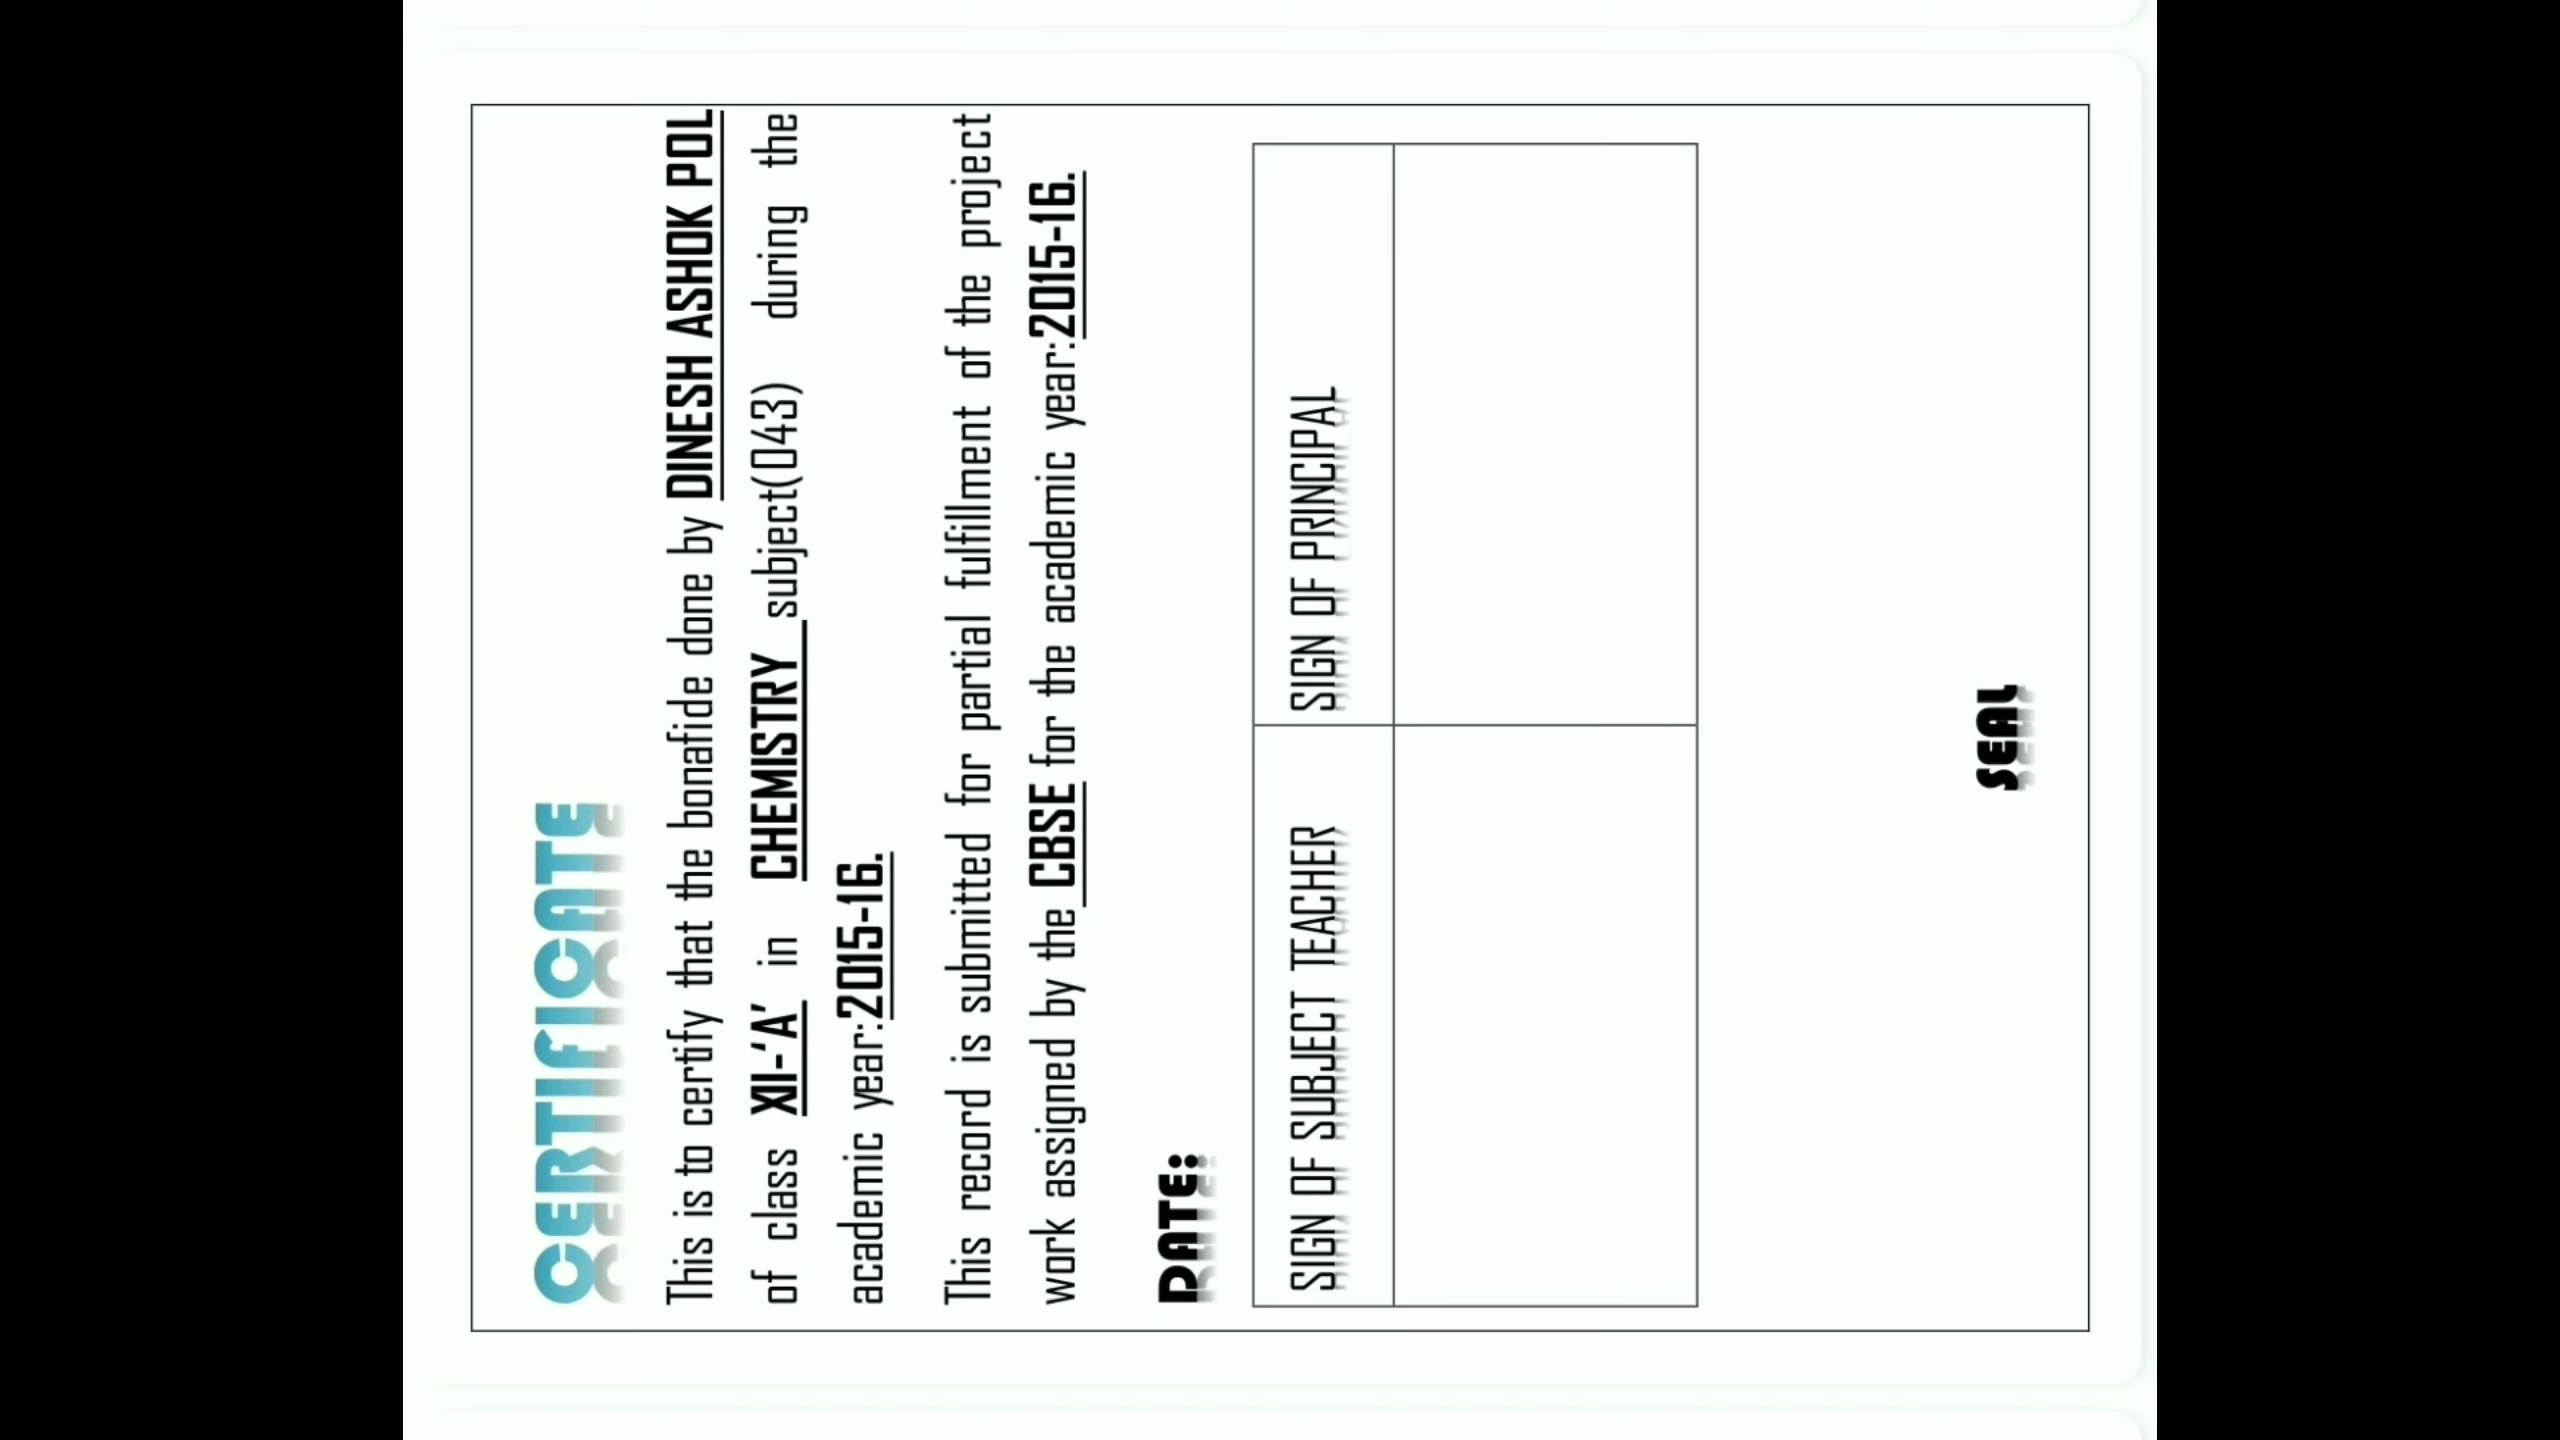 CERTIFICATE
This is to certify that the bonafide done by DINESH ASHOK POL
of class XII-‘A’ in CHEMISTRY subject(043) during the
academic year:2015-16.
This record is submitted for partial fulfillment of the project
work assigned by the CBSE for the academic year:2015-16.
DATE:
SIGN OF SUBJECT TEACHER SIGN OF PRINCIPAL
SEAL